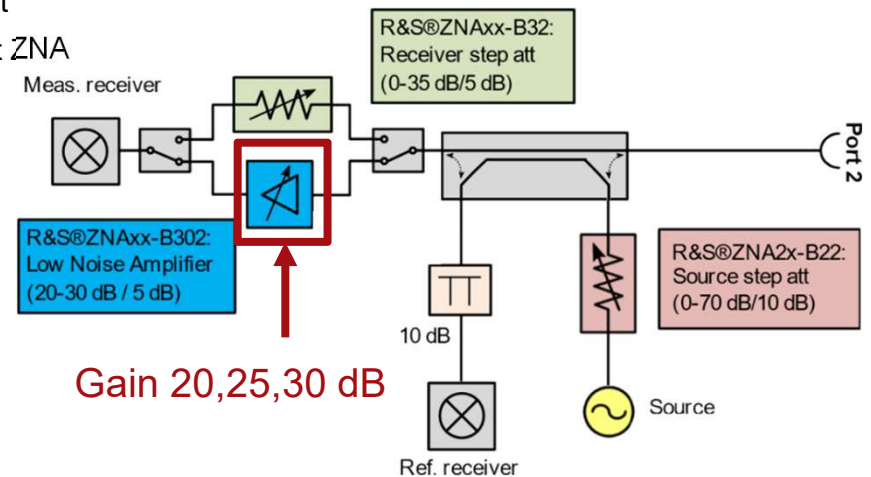 t
ZNA
R&S®ZNAxx-B32:
Receiver step att
(0-35 dB/5 dB)
Meas. receiver
Port 2
R&S®ZNAxx-B302:
Low Noise Amplifier
(20-30 dB / 5 dB)
R&S®ZNA2x-B22:
Source step att
(0-70 dB/10 dB)
10 dB
Gain 20,25,30 dB
Source
Ref. receiver